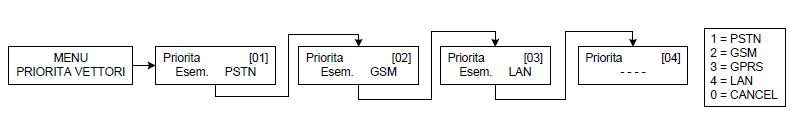 MENU
PRIORITA VETTORI
Priorita [01]
Esem. PSTN
Priorita [02]
Esem. GSM
Priorita [03]
Esem. LAN
Priorita [04]
- - - -
1 = PSTN
2 = GSM
3 = GPRS
4 = LAN
0 = CANCEL